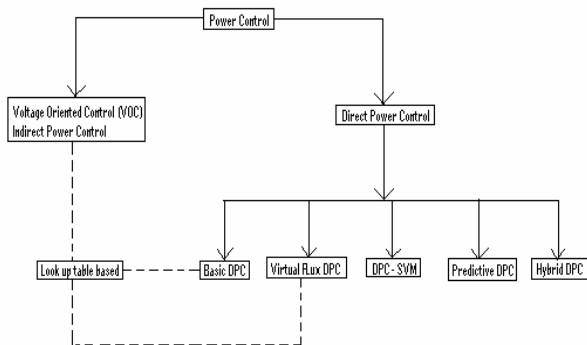 Power Control
Voltage Oriented Control (VOC)
Indirect Power Control
Direct Power Control
Look up table based
Basic DPC
Virtual FLux DPC
DPC - SVM
Predictive DPC
Hybrid DPC